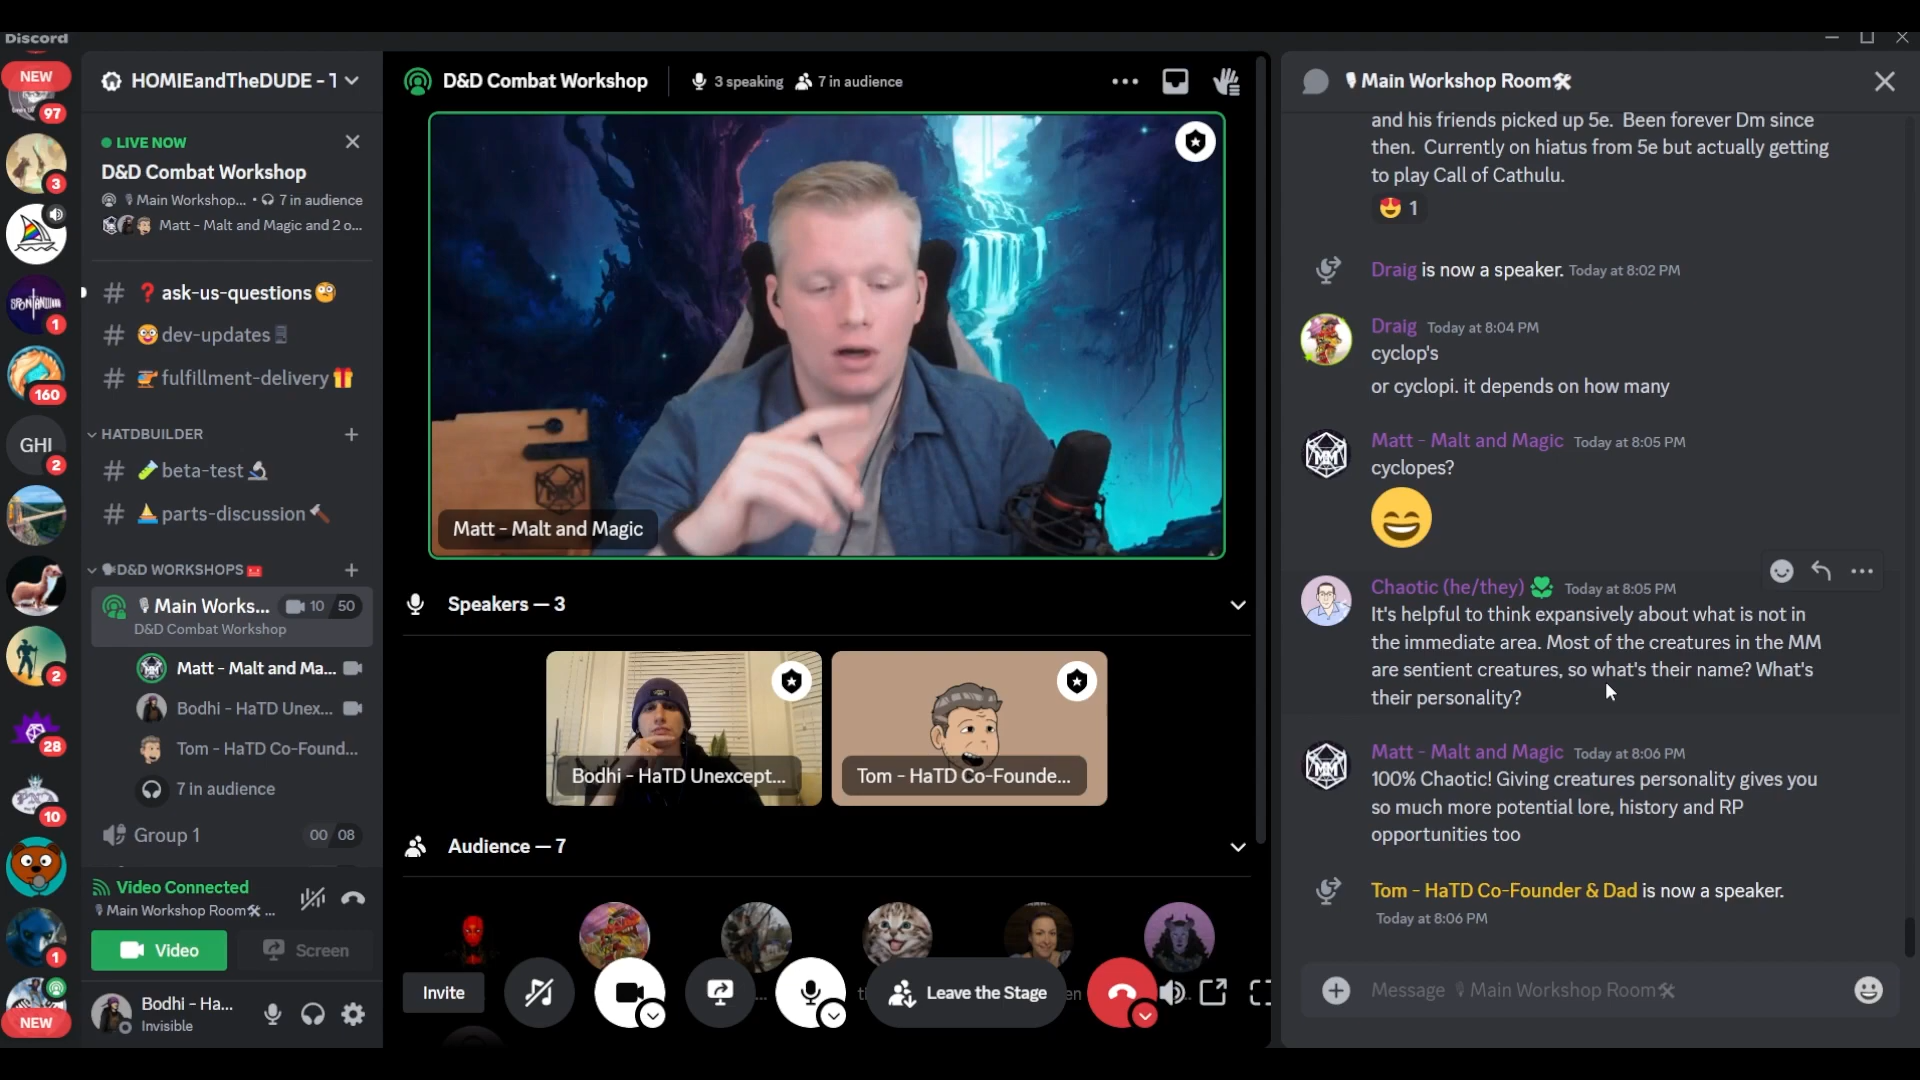 Discord
NEW
97
3
1
160
GHI
2
2
28
10
1
NEW
HOMIEandTheDUDE - T
LIVE NOW
D&D Combat Workshop
Main Workshop... • 7 in audience
Matt - Malt and Magic and 2 o...
# ❓ask-us-questions🧐
# dev-updates
# fulfillment-delivery🎁
HATDBUILDER
# 🧪beta-test🔬
# ⛵parts-discussion🔨
D&D WORKSHOPS
🎙Main Works... 10 50
D&D Combat Workshop
Matt - Malt and Ma...
Bodhi - HaTD Unex...
Tom - HaTD Co-Found...
7 in audience
Group 1 00 08
Video Connected
🎙Main Workshop Room🛠 ...
Video
Screen
Bodhi - Ha...
Invisible
D&D Combat Workshop
3 speaking
7 in audience
Matt - Malt and Magic
Speakers — 3
Bodhi - HaTD Unexcept...
Tom - HaTD Co-Founde...
Audience — 7
Invite
Leave the Stage
🎙Main Workshop Room🛠
and his friends picked up 5e. Been forever Dm since
then. Currently on hiatus from 5e but actually getting
to play Call of Cathulu.
😍 1
Draig is now a speaker. Today at 8:02 PM
Draig Today at 8:04 PM
cyclop's
or cyclopi. it depends on how many
Matt - Malt and Magic Today at 8:05 PM
cyclopes?
😄
Chaotic (he/they) Today at 8:05 PM
It's helpful to think expansively about what is not in
the immediate area. Most of the creatures in the MM
are sentient creatures, so what's their name? What's
their personality?
Matt - Malt and Magic Today at 8:06 PM
100% Chaotic! Giving creatures personality gives you
so much more potential lore, history and RP
opportunities too
Tom - HaTD Co-Founder & Dad is now a speaker.
Today at 8:06 PM
Message 🎙Main Workshop Room🛠